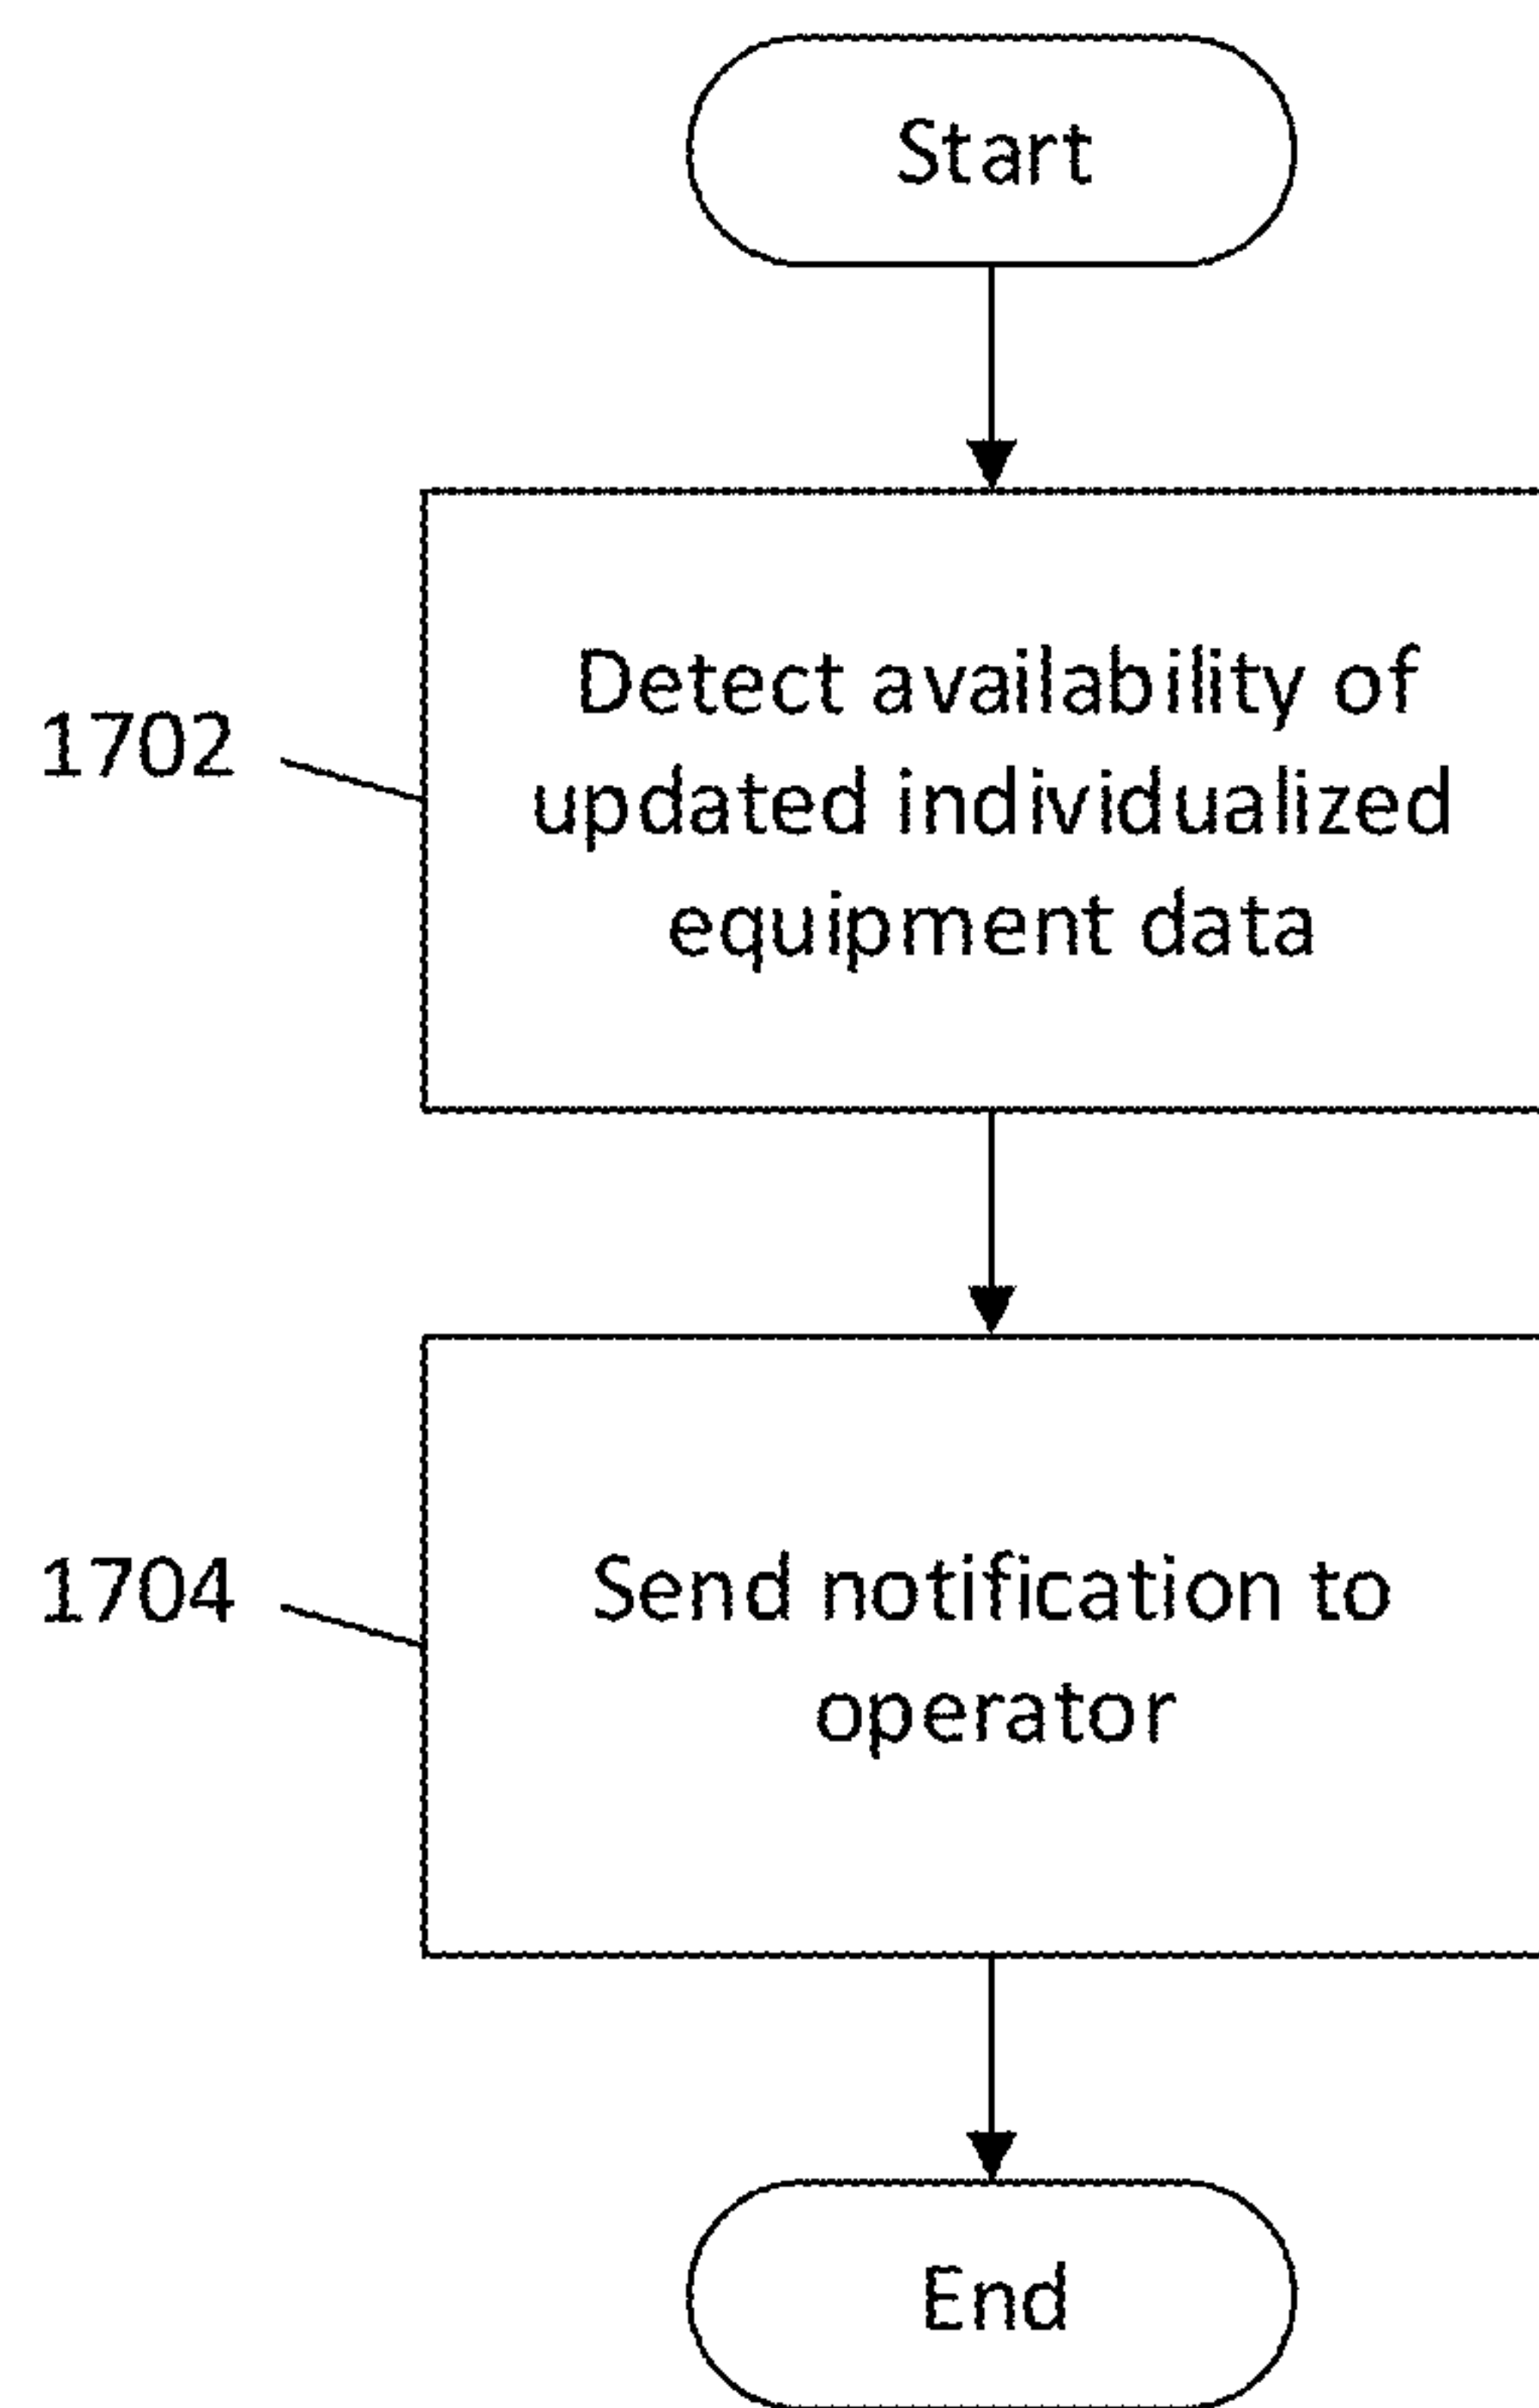 Start
1702
Detect availability of
updated individualized
equipment data
1704
Send notification to
operator
End